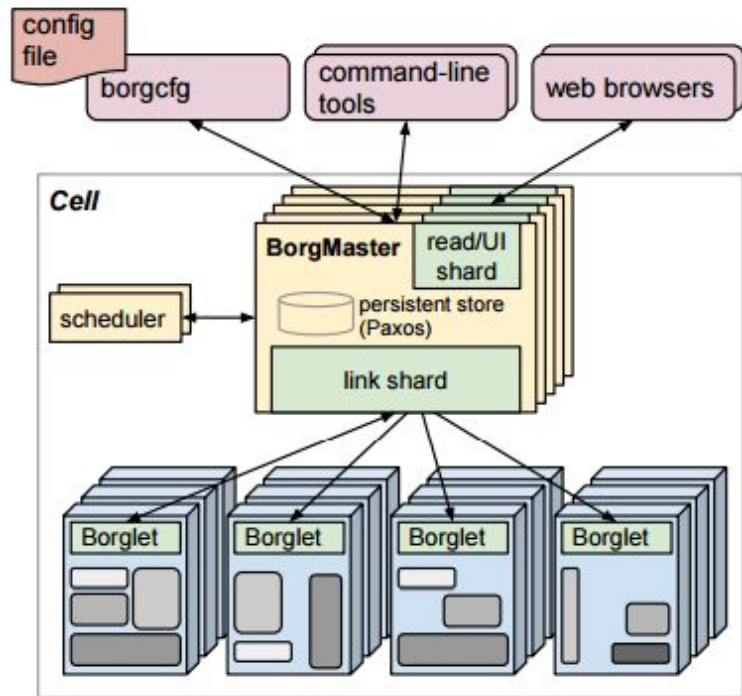 config
file
borgcfg
command-line
tools
web browsers
Cell
BorgMaster
read/UI
shard
persistent store
(Paxos)
scheduler
link shard
Borglet
Borglet
Borglet
Borglet